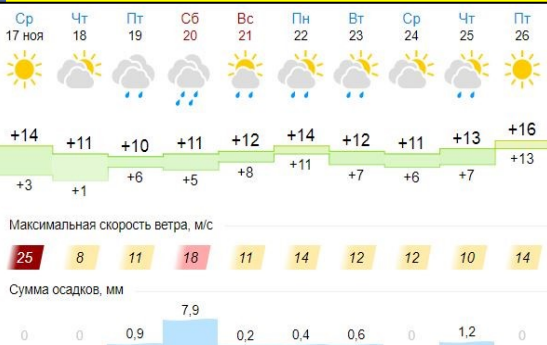 Ср Чт Пт Сб Вс Пн Вт Ср Чт Пт
17 ноя 18 19 20 21 22 23 24 25 26
+14 +11 +10 +11 +12 +14 +12 +11 +13 +16
+3 +1 +6 +5 +8 +11 +7 +6 +7 +13
Максимальная скорость ветра, м/с
25 8 11 18 11 14 12 12 10 14
Сумма осадков, мм
0 0 0,9 7,9 0,2 0,4 0,6 0 1,2 0